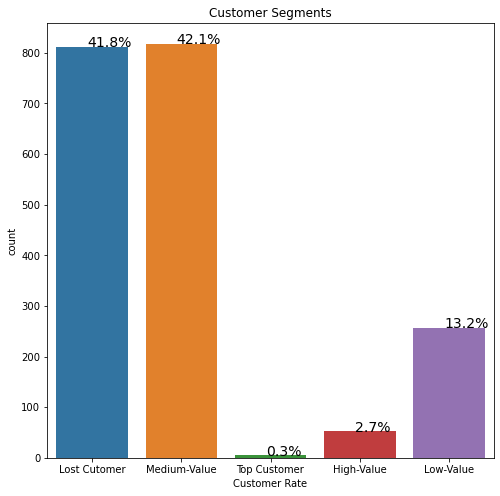 Customer Segments
41.8%
42.1%
0.3%
2.7%
13.2%
800
700
600
500
400
300
200
100
0
count
Lost Cutomer
Medium-Value
Top Customer
High-Value
Low-Value
Customer Rate